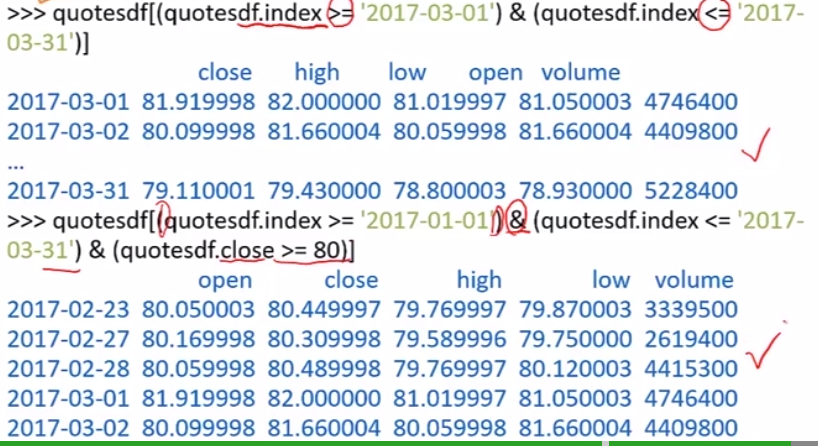 >>> quotesdf[(quotesdf.index >= '2017-03-01') & (quotesdf.index <= '2017-
03-31')]
close high low open volume
2017-03-01 81.919998 82.000000 81.019997 81.050003 4746400
2017-03-02 80.099998 81.660004 80.059998 81.660004 4409800
...
2017-03-31 79.110001 79.430000 78.800003 78.930000 5228400
>>> quotesdf[(quotesdf.index >= '2017-01-01') & (quotesdf.index <= '2017-
03-31') & (quotesdf.close >= 80)]
open close high low volume
2017-02-23 80.050003 80.449997 79.769997 79.870003 3339500
2017-02-27 80.169998 80.309998 79.589996 79.750000 2619400
2017-02-28 80.059998 80.489998 79.769997 80.120003 4415300
2017-03-01 81.919998 82.000000 81.019997 81.050003 4746400
2017-03-02 80.099998 81.660004 80.059998 81.660004 4409800